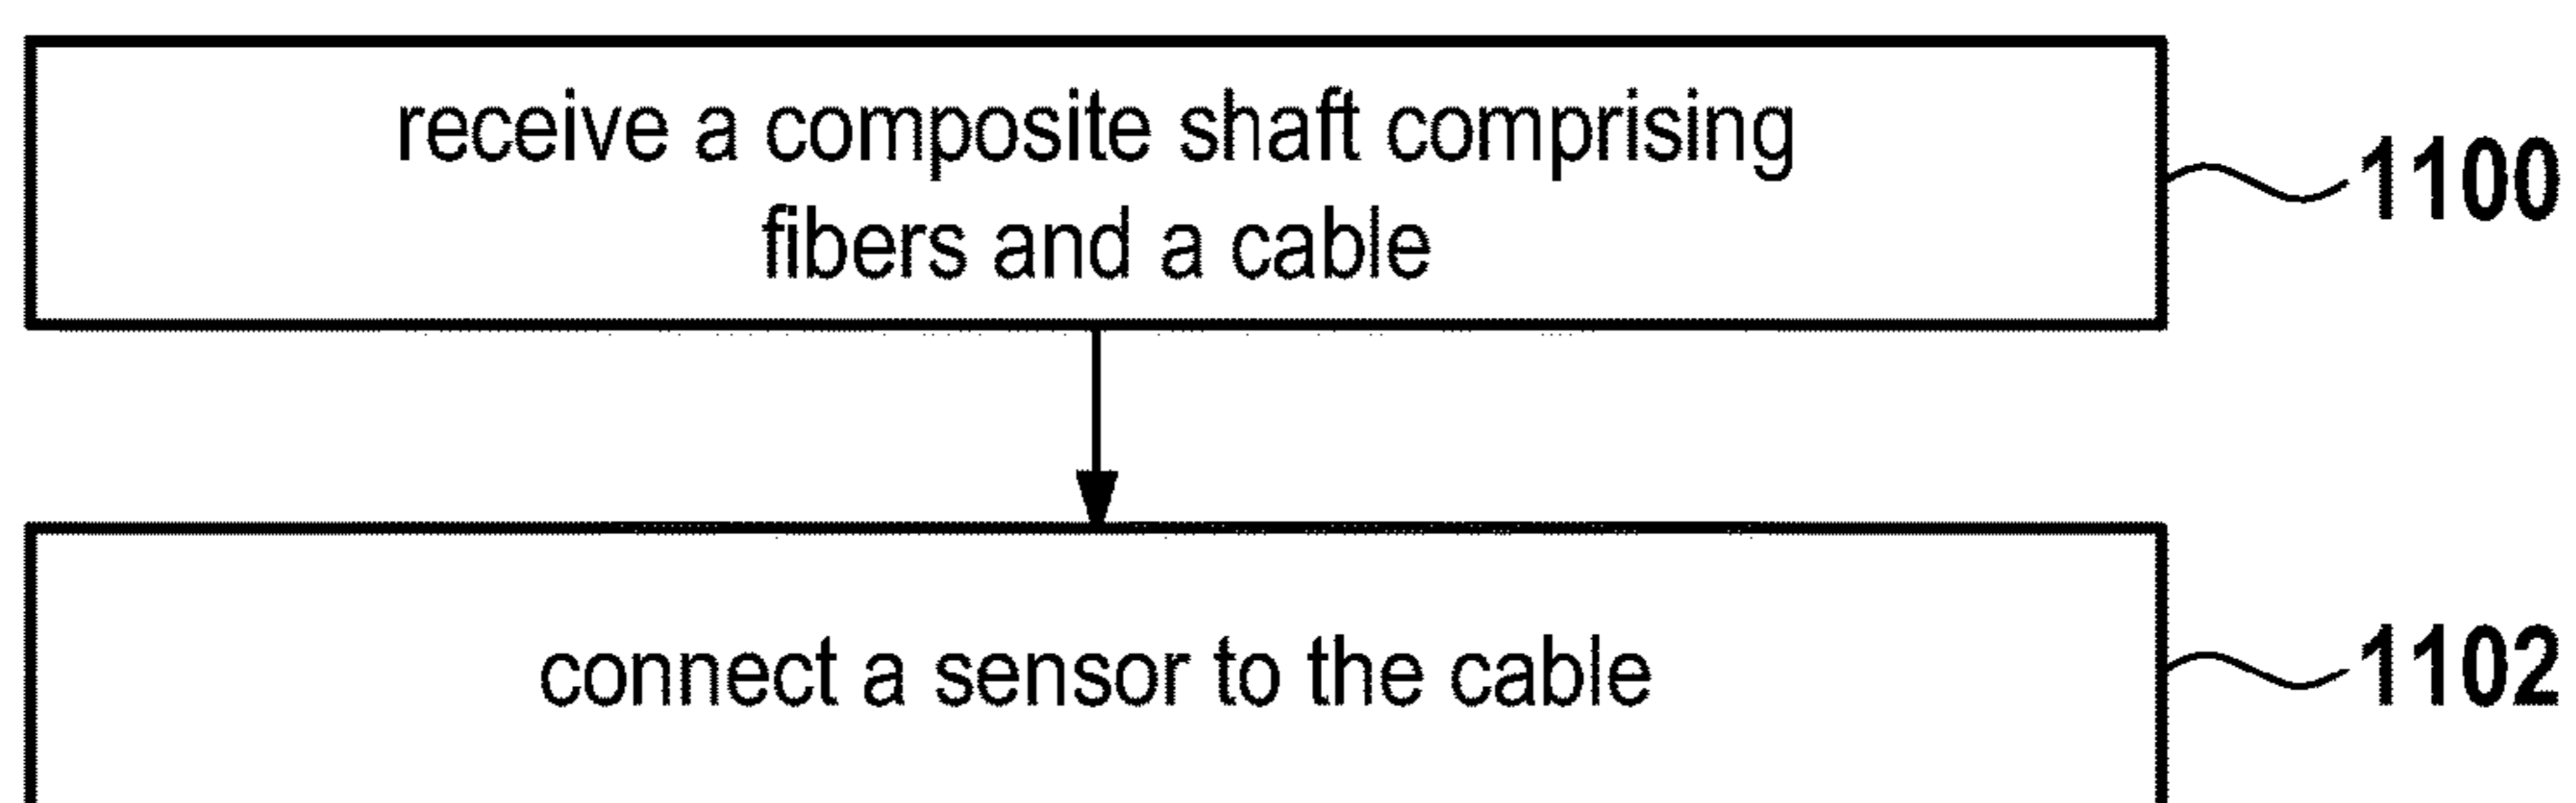 receive a composite shaft comprising
fibers and a cable
1100
connect a sensor to the cable
1102